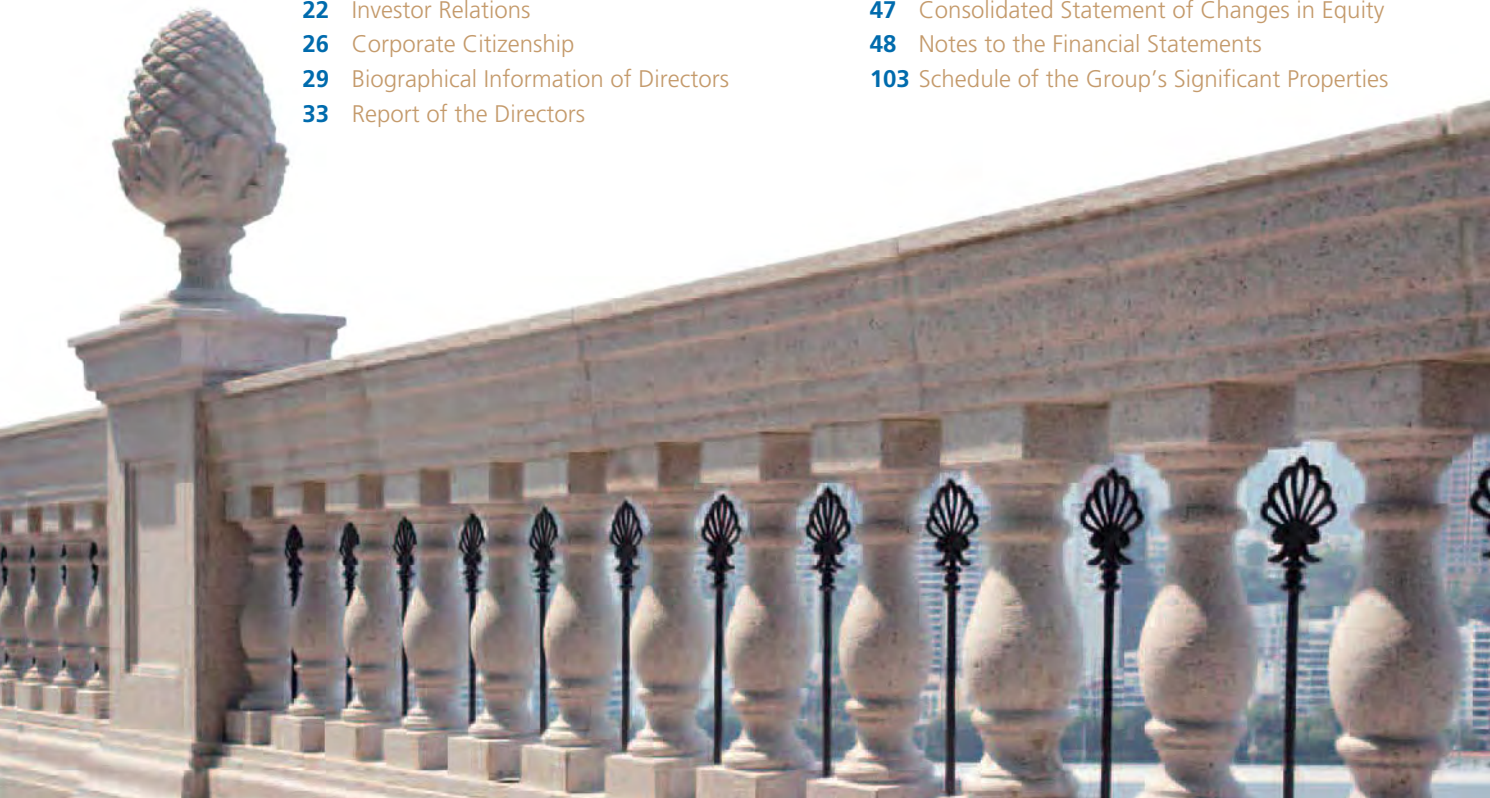 22 Investor Relations
26 Corporate Citizenship
29 Biographical Information of Directors
33 Report of the Directors
47 Consolidated Statement of Changes in Equity
48 Notes to the Financial Statements
103 Schedule of the Group's Significant Properties